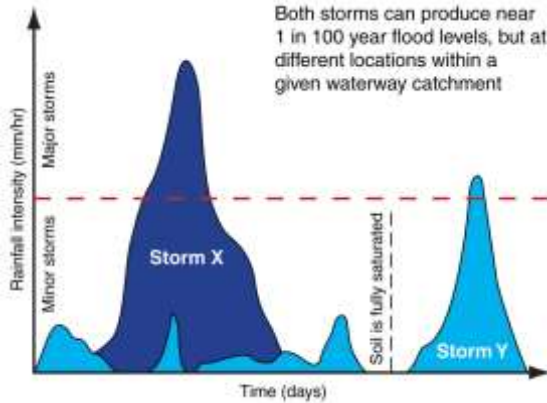 Both storms can produce near
1 in 100 year flood levels, but at
different locations within a
given waterway catchment
Rainfall intensity (mm/hr)
Major storms
Minor storms
Storm X
Soil is fully saturated
Storm Y
Time (days)